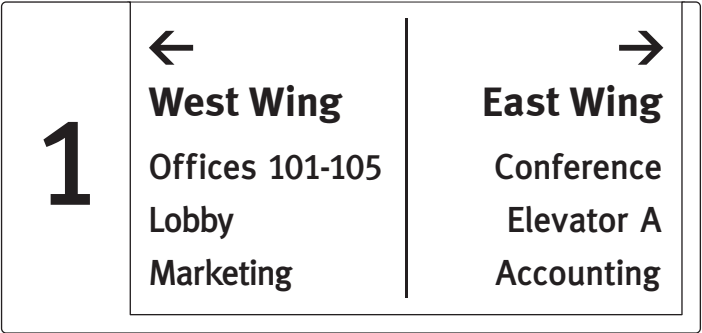 1
←
West Wing
Offices 101-105
Lobby
Marketing
→
East Wing
Conference
Elevator A
Accounting